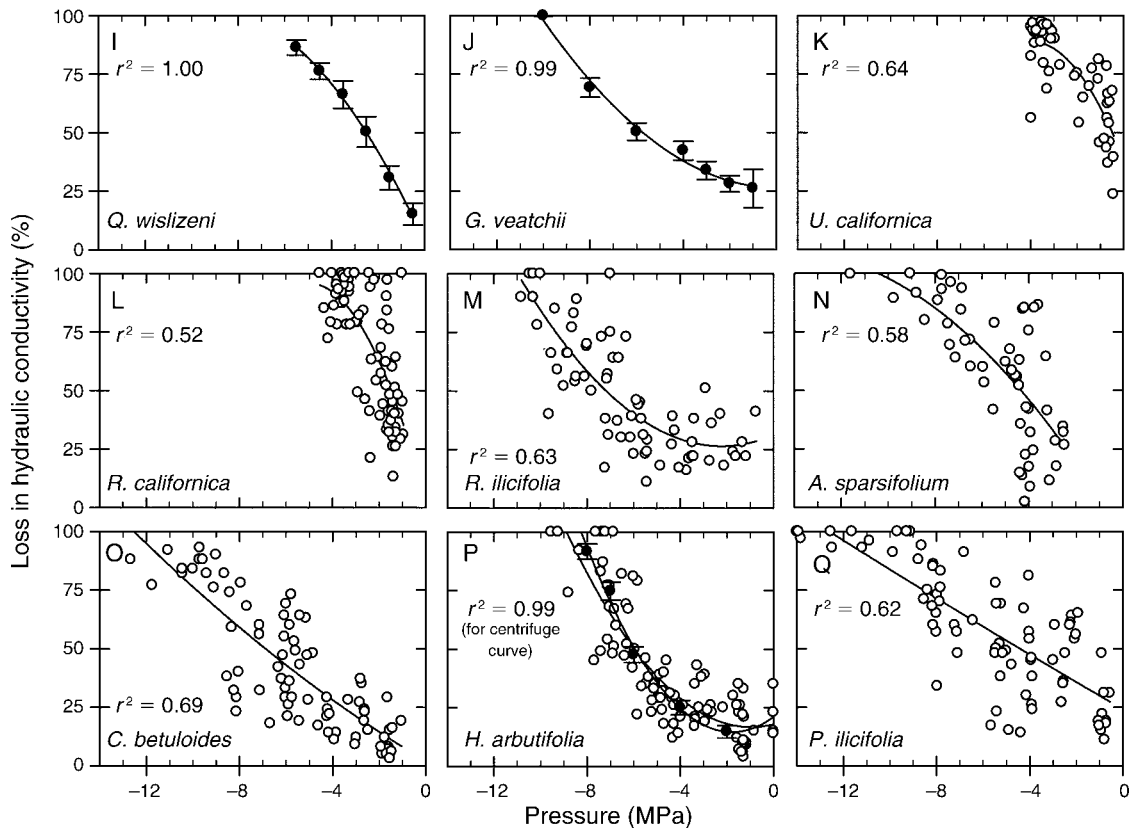 Loss in hydraulic conductivity (%)
100
75
50
25
0
I
r² = 1.00
Q. wislizeni
J
r² = 0.99
G. veatchii
K
r² = 0.64
U. californica
100
75
50
25
0
L
r² = 0.52
R. californica
M
r² = 0.63
R. ilicifolia
N
r² = 0.58
A. sparsifolium
100
75
50
25
0
O
r² = 0.69
C. betuloides
P
r² = 0.99
(for centrifuge
curve)
H. arbutifolia
Q
r² = 0.62
P. ilicifolia
−12 −8 −4 0
−12 −8 −4 0
−12 −8 −4 0
Pressure (MPa)